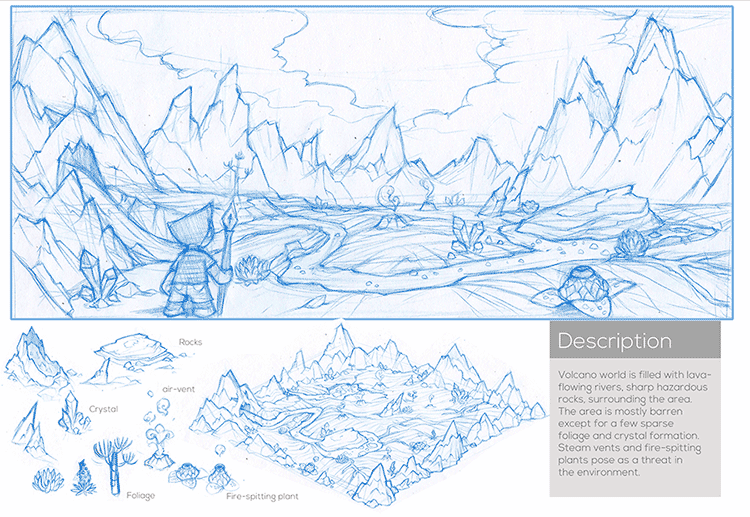 Rocks
air-vent
Crystal
Foliage
Fire-spitting plant
Description
Volcano world is filled with lava-
flowing rivers, sharp hazardous
rocks, surrounding the area.
The area is mostly barren
except for a few sparse
foliage and crystal formation.
Steam vents and fire-spitting
plants pose as a threat in
the environment.